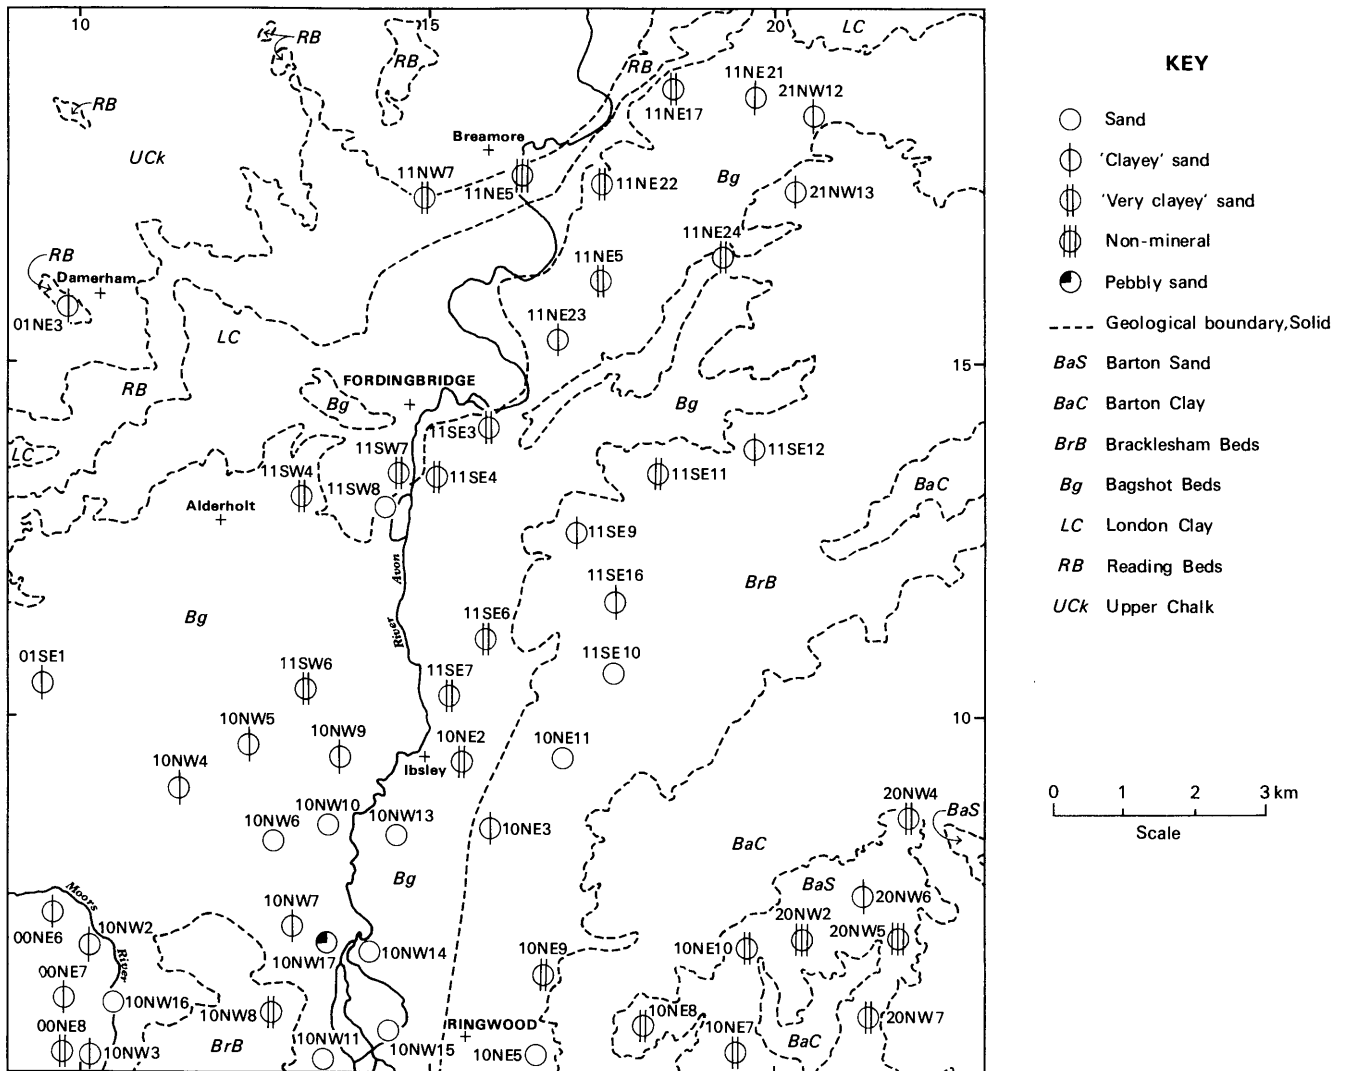 10
15
20
RB
RB
RB
RB
LC
11NE21
21NW12
11NE17
RB
UCk
Breamore
11NW7
11NE5
11NE22
Bg
21NW13
11NE24
RB
Damerham
01NE3
LC
11NE5
11NE23
15
RB
FORDINGBRIDGE
Bg
Bg
LC
11SE3
11SW7
11SW4
11SW8
11SE4
11SE11
11SE12
BaC
Alderholt
11SE9
River Avon
11SE16
BrB
Bg
11SE6
01SE1
11SW6
11SE7
11SE10
10NW5
10NW9
10NE2
10NE11
10
10NW4
Ibsley
10NW10
10NW6
10NW13
10NE3
20NW4
BaS
BaC
Bg
BaS
Moors River
00NE6
10NW2
10NW7
10NW17
10NW14
10NE9
10NE10
20NW2
20NW6
20NW5
00NE7
BrB
10NW16
10NW8
10NE8
20NW7
00NE8
10NW3
BrB
10NW11
10NW15
RINGWOOD
10NE5
10NE7
BaC
KEY
Sand
'Clayey' sand
'Very clayey' sand
Non-mineral
Pebbly sand
Geological boundary, Solid
BaS Barton Sand
BaC Barton Clay
BrB Bracklesham Beds
Bg Bagshot Beds
LC London Clay
RB Reading Beds
UCk Upper Chalk
0 1 2 3 km
Scale